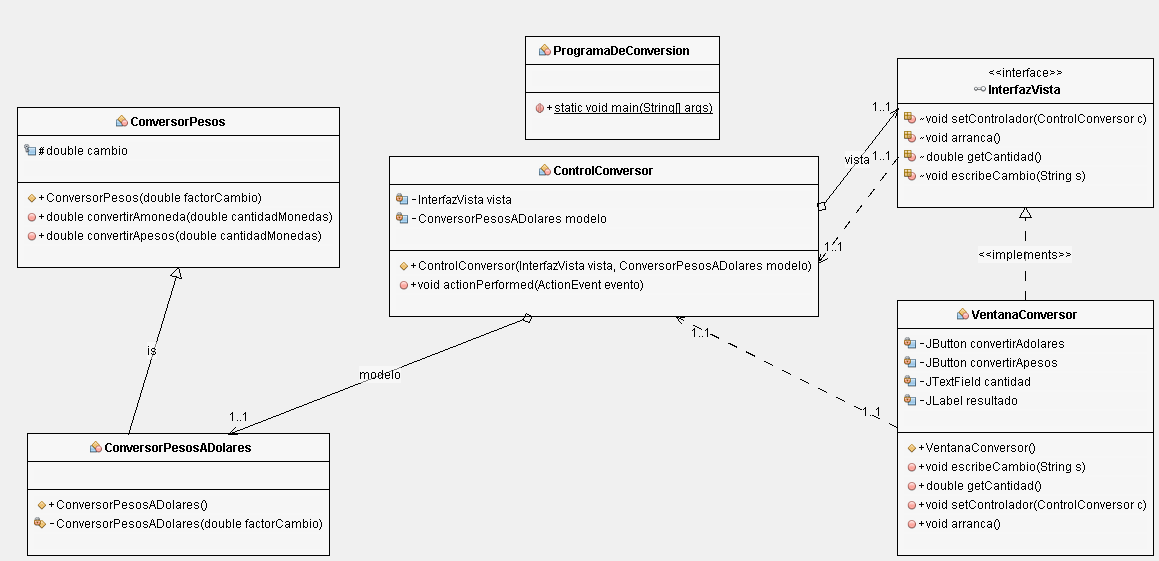 ProgramaDeConversion
+static void main(String[] args)
<<interface>>
InterfazVista
~void setControlador(ControlConversor c)
~void arranca()
~double getCantidad()
~void escribeCambio(String s)
1..1
vista
1..1
1..1
ConversorPesos
#double cambio
+ConversorPesos(double factorCambio)
+double convertirAmoneda(double cantidadMonedas)
+double convertirApesos(double cantidadMonedas)
ControlConversor
-InterfazVista vista
-ConversorPesosADolares modelo
+ControlConversor(InterfazVista vista, ConversorPesosADolares modelo)
+void actionPerformed(ActionEvent evento)
<<implements>>
is
modelo
1..1
1..1
1..1
VentanaConversor
-JButton convertirAdolares
-JButton convertirApesos
-JTextField cantidad
-JLabel resultado
+VentanaConversor()
+void escribeCambio(String s)
+double getCantidad()
+void setControlador(ControlConversor c)
+void arranca()
ConversorPesosADolares
+ConversorPesosADolares()
-ConversorPesosADolares(double factorCambio)